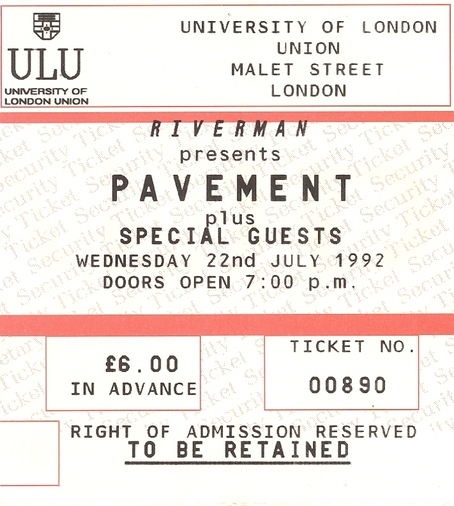 ULU
UNIVERSITY OF
LONDON UNION
UNIVERSITY OF LONDON
UNION
MALET STREET
LONDON
RIVERMAN
presents
PAVEMENT
plus
SPECIAL GUESTS
WEDNESDAY 22nd JULY 1992
DOORS OPEN 7:00 p.m.
£6.00
IN ADVANCE
TICKET NO.
00890
RIGHT OF ADMISSION RESERVED
TO BE RETAINED